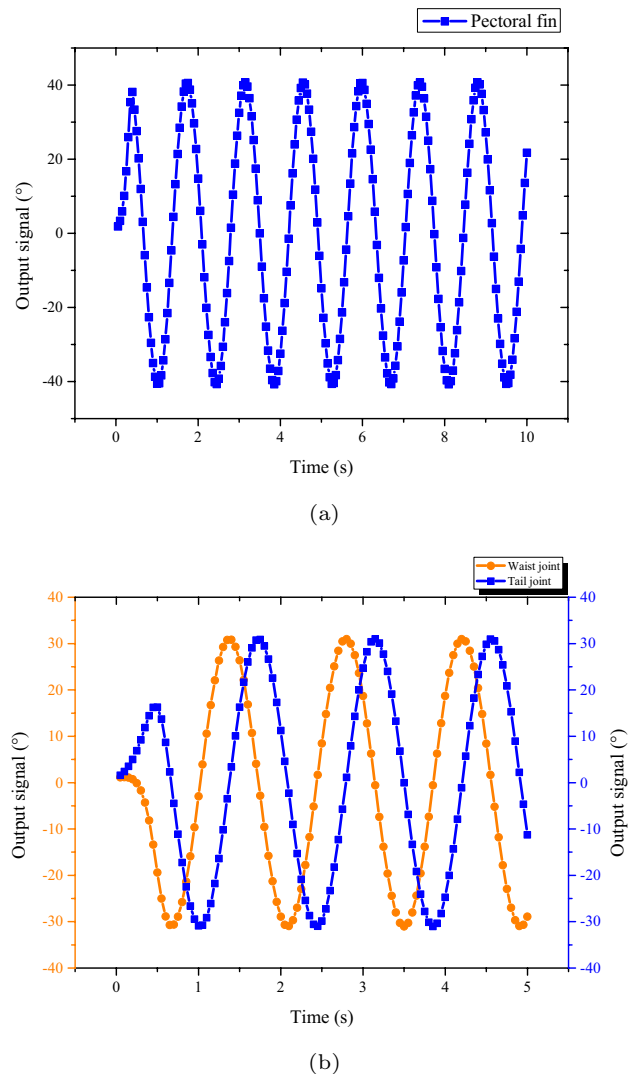 Pectoral fin
40
20
0
-20
-40
Output signal (°)
0 2 4 6 8 10
Time (s)
(a)
Waist joint
Tail joint
40 40
30 30
20 20
10 10
0 0
-10 -10
-20 -20
-30 -30
-40 -40
Output signal (°) Output signal (°)
0 1 2 3 4 5
Time (s)
(b)